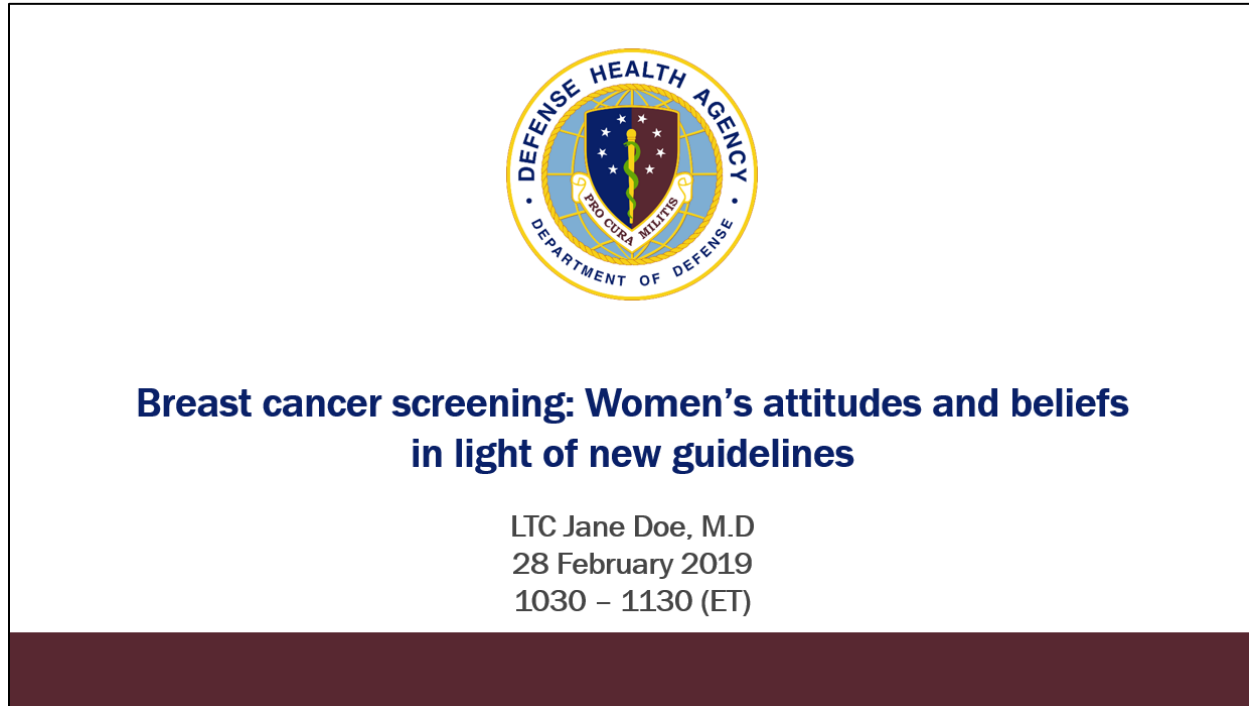 DEFENSE HEALTH AGENCY
PRO CURA MILITIS
DEPARTMENT OF DEFENSE
Breast cancer screening: Women’s attitudes and beliefs
in light of new guidelines
LTC Jane Doe, M.D
28 February 2019
1030 – 1130 (ET)